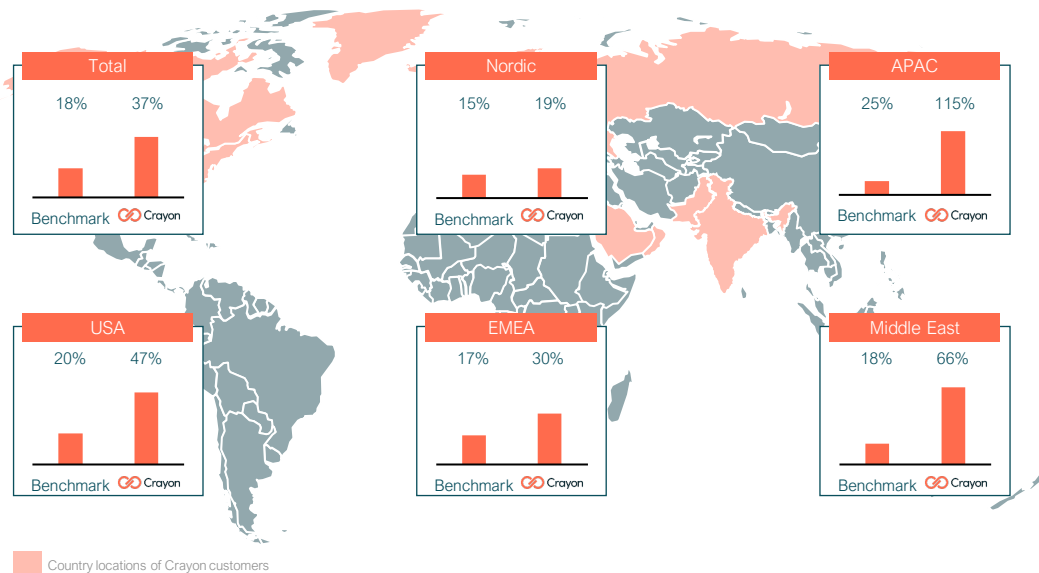 Total
18% 37%
Benchmark Crayon
Nordic
15% 19%
Benchmark Crayon
APAC
25% 115%
Benchmark Crayon
USA
20% 47%
Benchmark Crayon
EMEA
17% 30%
Benchmark Crayon
Middle East
18% 66%
Benchmark Crayon
Country locations of Crayon customers